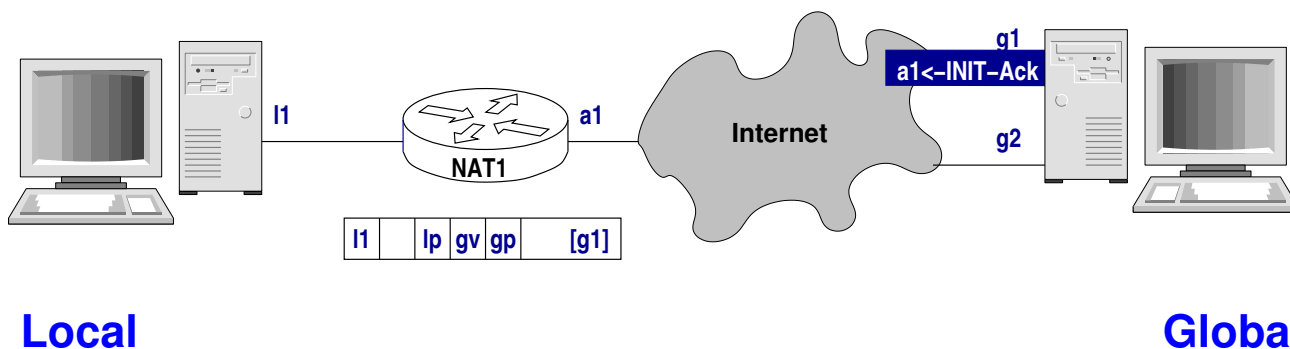 g1
a1<–INIT–Ack
l1
a1
Internet
g2
NAT1
l1 lp gv gp [g1]
Local
Globa